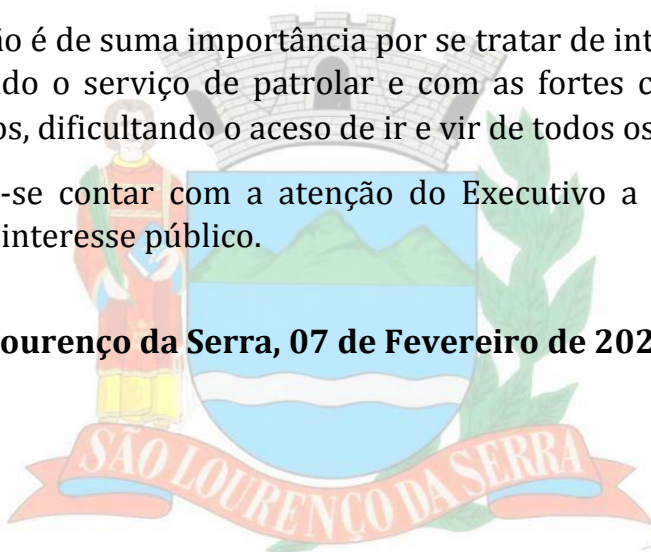 ão é de suma importância por se tratar de int
do o serviço de patrolar e com as fortes c
os, dificultando o aceso de ir e vir de todos os
-se contar com a atenção do Executivo a
interesse público.
ourenço da Serra, 07 de Fevereiro de 202
SÃO LOURENÇO DA SERRA